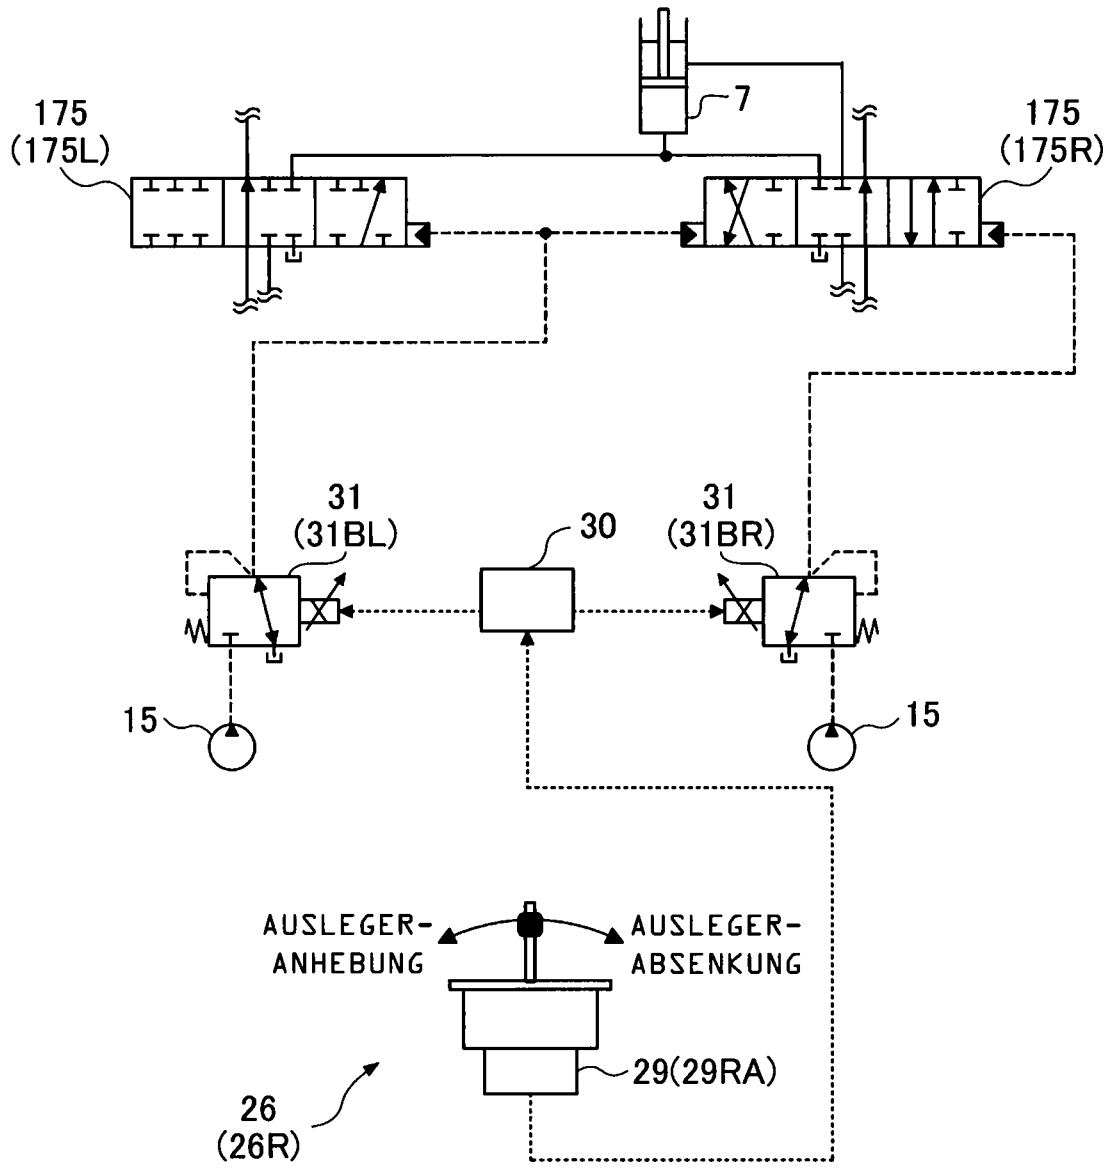 7
175
(175L)
175
(175R)
31
(31BL)
30
31
(31BR)
15
15
AUSLEGER-
ANHEBUNG
AUSLEGER-
ABSENKUNG
29(29RA)
26
(26R)